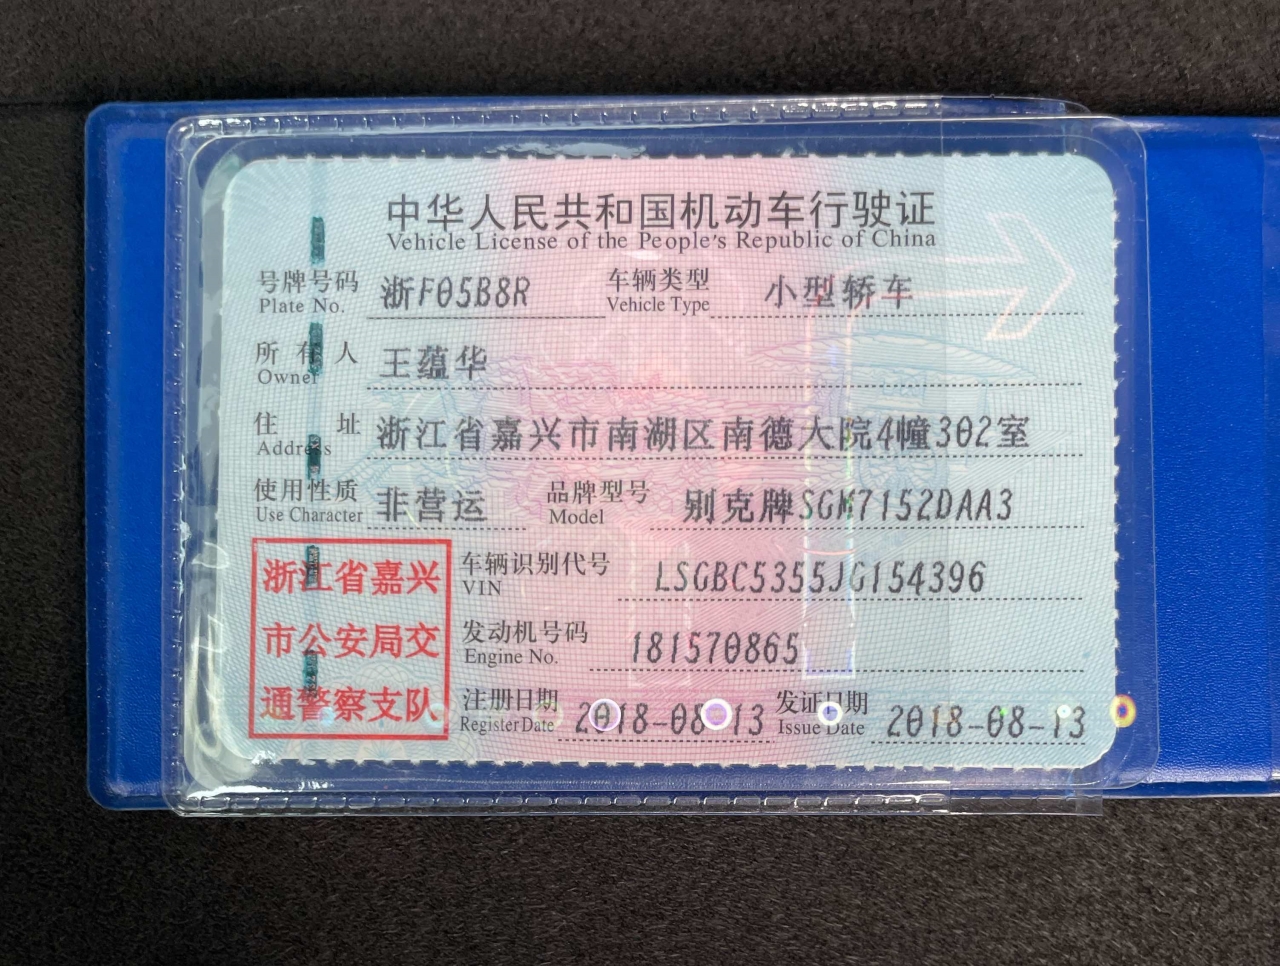 中华人民共和国机动车行驶证
Vehicle License of the People's Republic of China
号牌号码 浙F05B8R 车辆类型 小型轿车
Plate No. Vehicle Type
所有人 王蕴华
Owner
住址 浙江省嘉兴市南湖区南德大院4幢302室
Address
使用性质 非营运 品牌型号 别克牌SGM7152DAA3
Use Character Model
浙江省嘉兴
市公安局交
通警察支队
车辆识别代号 LSGBC5355JG154396
VIN
发动机号码 181570865
Engine No.
注册日期 2018-08-13 发证日期 2018-08-13
Register Date Issue Date